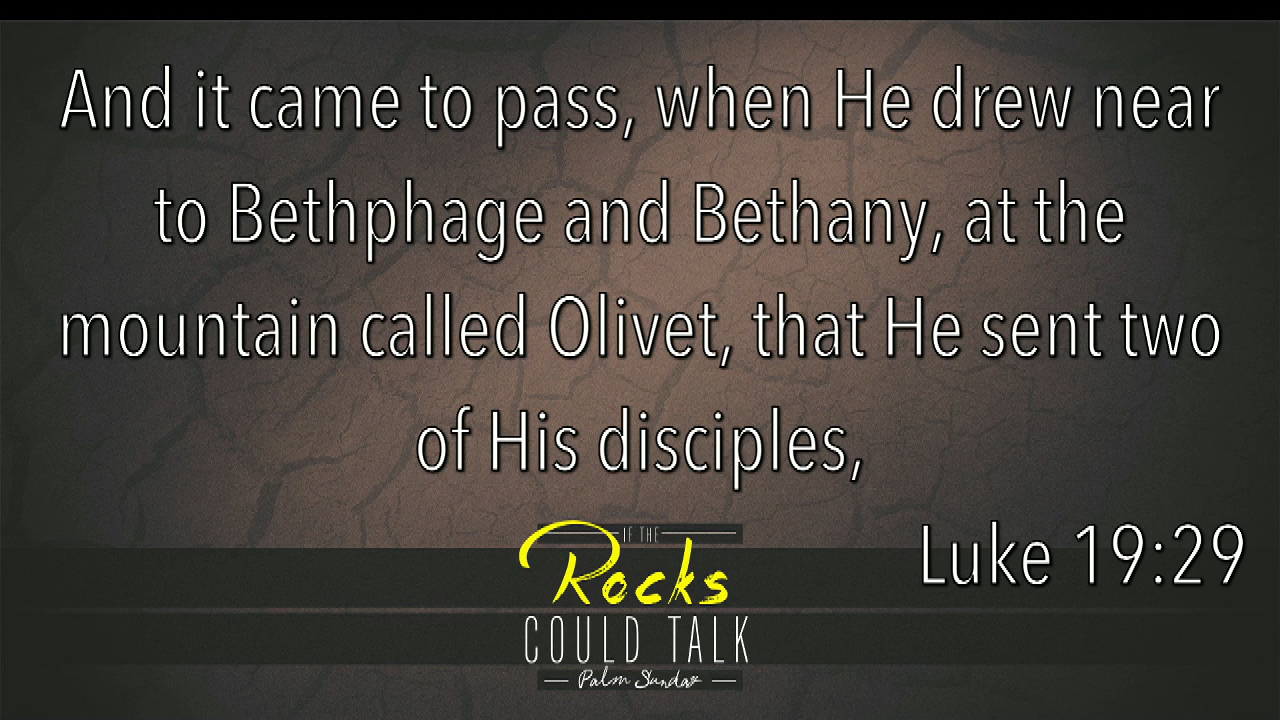 And it came to pass, when He drew near
to Bethphage and Bethany, at the
mountain called Olivet, that He sent two
of His disciples,
Luke 19:29
IF THE
Rocks
COULD TALK
Palm Sunday